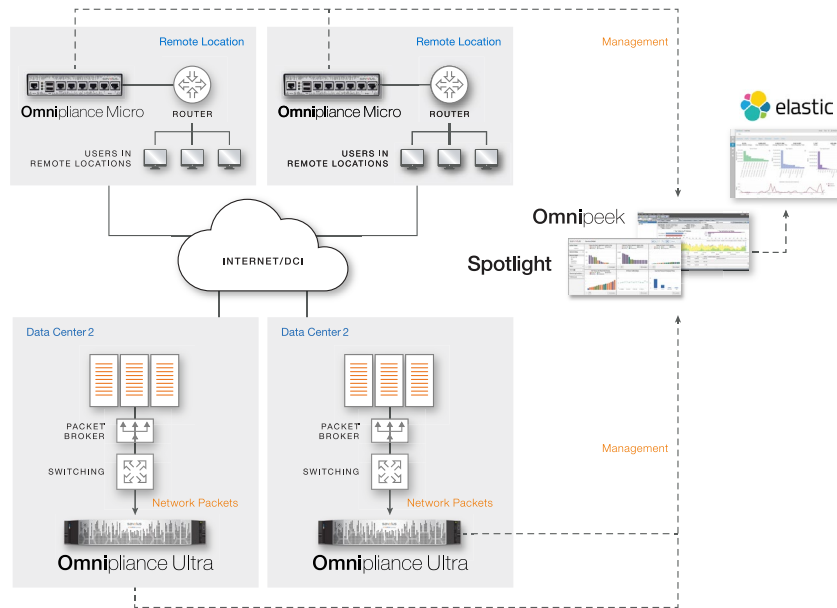 Remote Location
Remote Location
Management
Omnipliance Micro
ROUTER
Omnipliance Micro
ROUTER
elastic
USERS IN
REMOTE LOCATIONS
USERS IN
REMOTE LOCATIONS
Omnipeek
INTERNET/DCI
Spotlight
Data Center 2
Data Center 2
PACKET
BROKER
PACKET
BROKER
Management
SWITCHING
SWITCHING
Network Packets
Network Packets
Omnipliance Ultra
Omnipliance Ultra